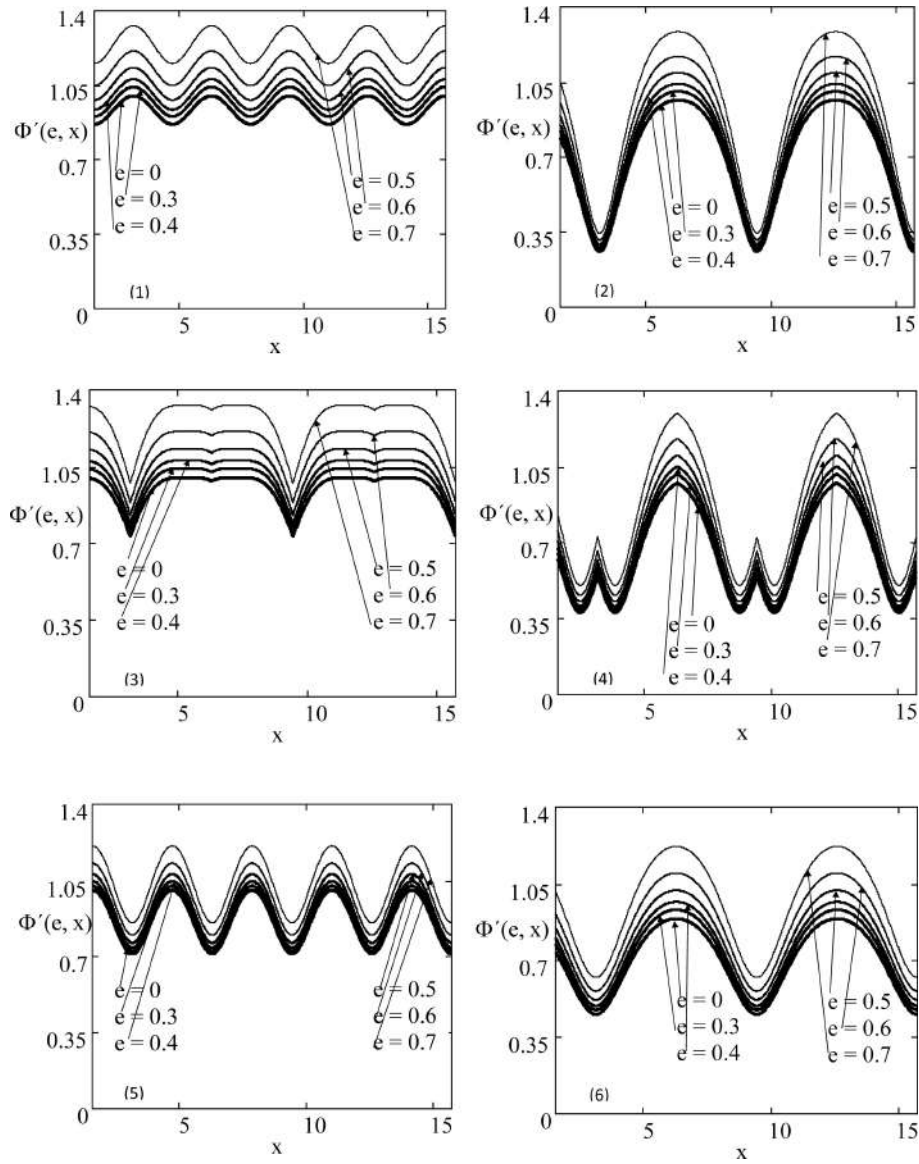 1.4
1.05
Φ´(e, x)
0.7
e = 0
e = 0.3
e = 0.4
e = 0.5
e = 0.6
e = 0.7
0.35
(1)
0
5
10
15
x
1.4
1.05
Φ´(e, x)
0.7
e = 0
e = 0.3
e = 0.4
e = 0.5
e = 0.6
e = 0.7
0.35
(2)
0
5
10
15
x
1.4
1.05
Φ´(e, x)
0.7
e = 0
e = 0.3
e = 0.4
e = 0.5
e = 0.6
e = 0.7
0.35
(3)
0
5
10
15
x
1.4
1.05
Φ´(e, x)
0.7
e = 0
e = 0.3
e = 0.4
e = 0.5
e = 0.6
e = 0.7
0.35
(4)
0
5
10
15
x
1.4
1.05
Φ´(e, x)
0.7
e = 0
e = 0.3
e = 0.4
e = 0.5
e = 0.6
e = 0.7
0.35
(5)
0
5
10
15
x
1.4
1.05
Φ´(e, x)
0.7
e = 0
e = 0.3
e = 0.4
e = 0.5
e = 0.6
e = 0.7
0.35
(6)
0
5
10
15
x